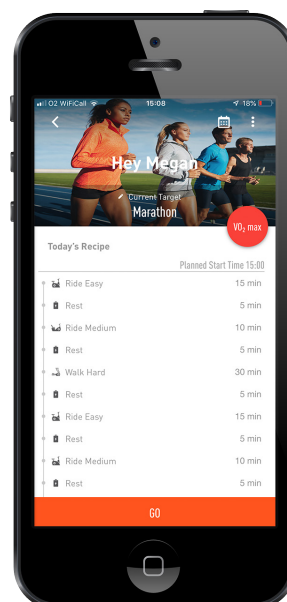 O2 WiFiCall 15:08 18%
Hey Megan
Current Target
Marathon
VO₂ max
Today's Recipe
Planned Start Time 15:00
Ride Easy 15 min
Rest 5 min
Ride Medium 10 min
Rest 5 min
Walk Hard 30 min
Rest 5 min
Ride Easy 15 min
Rest 5 min
Ride Medium 10 min
Rest 5 min
GO